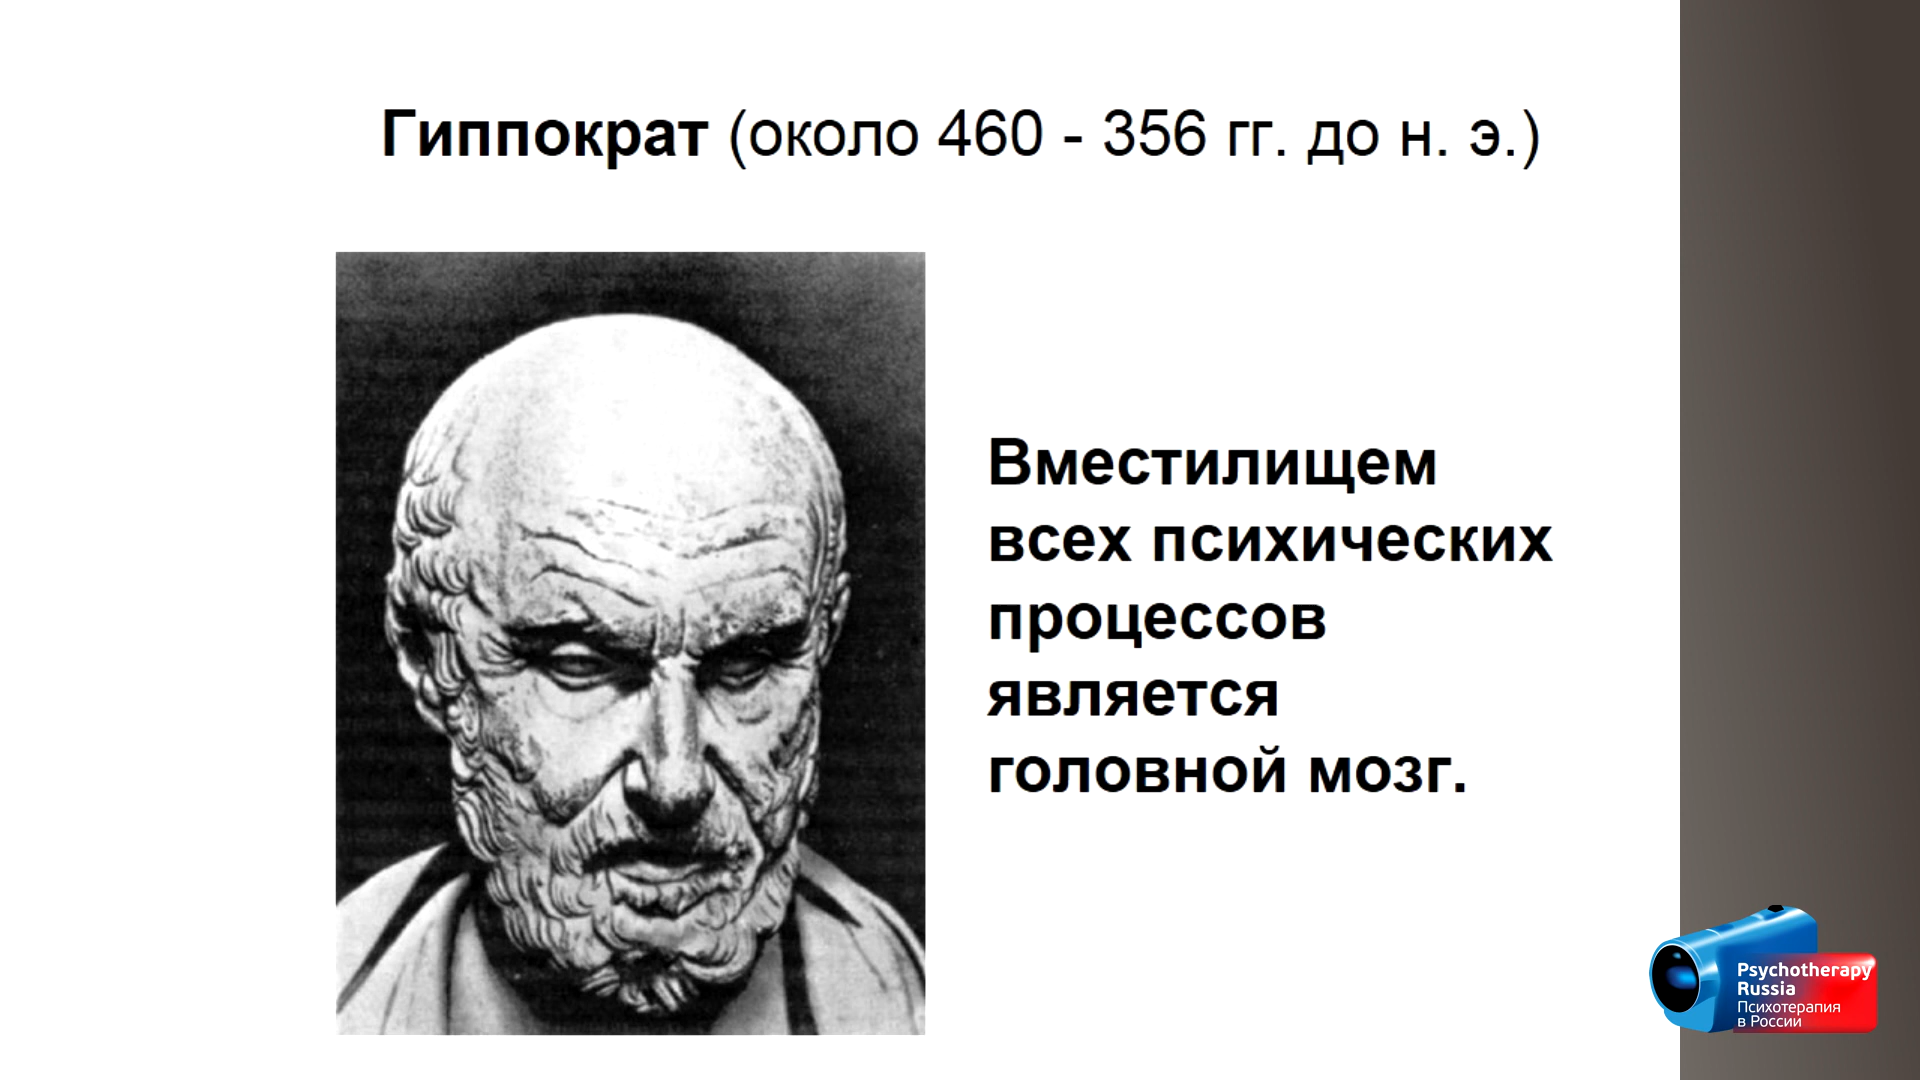 Гиппократ (около 460 - 356 гг. до н. э.)
Вместилищем
всех психических
процессов
является
головной мозг.
Psychotherapy
Russia
Психотерапия
в России